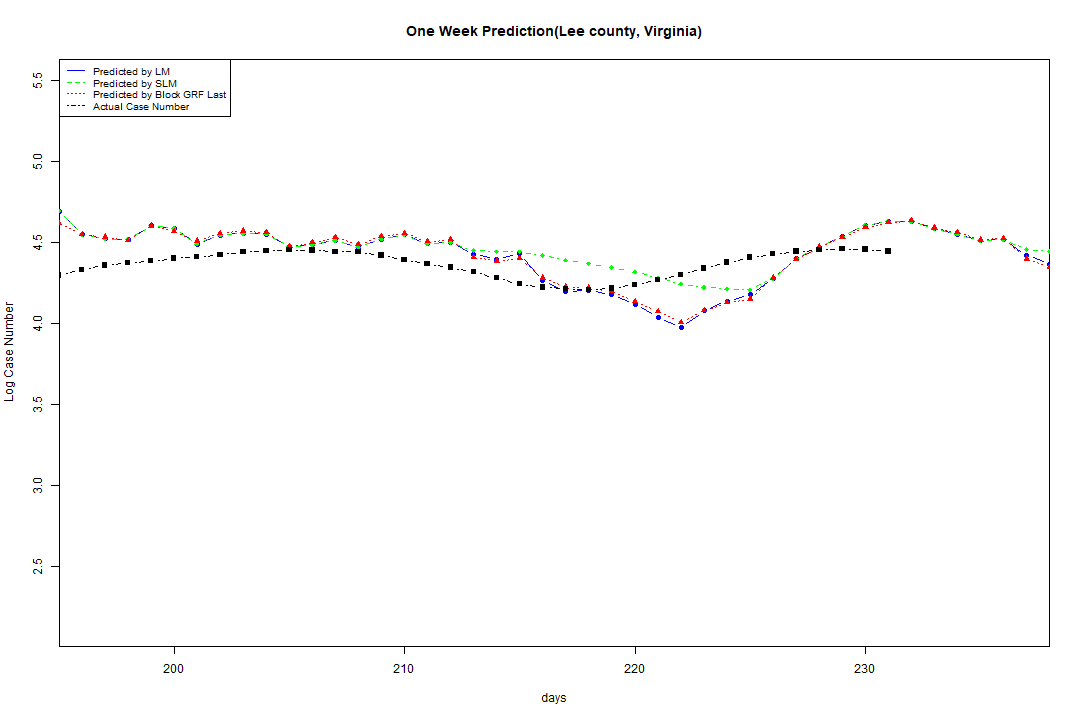 One Week Prediction(Lee county, Virginia)
Predicted by LM
Predicted by SLM
Predicted by Block GRF Last
Actual Case Number
5.5
5.0
4.5
4.0
3.5
3.0
2.5
Log Case Number
200 210 220 230
days